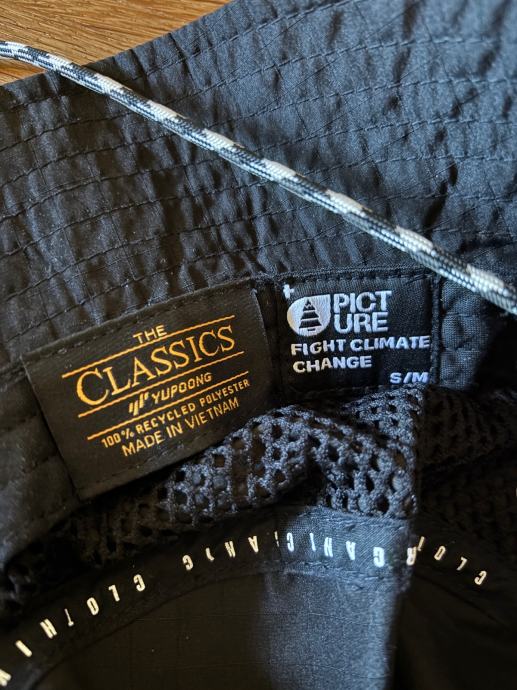 THE
CLASSICS
YUPOONG
100% RECYCLED POLYESTER
MADE IN VIETNAM
PICT
URE
FIGHT CLIMATE
CHANGE
S/M